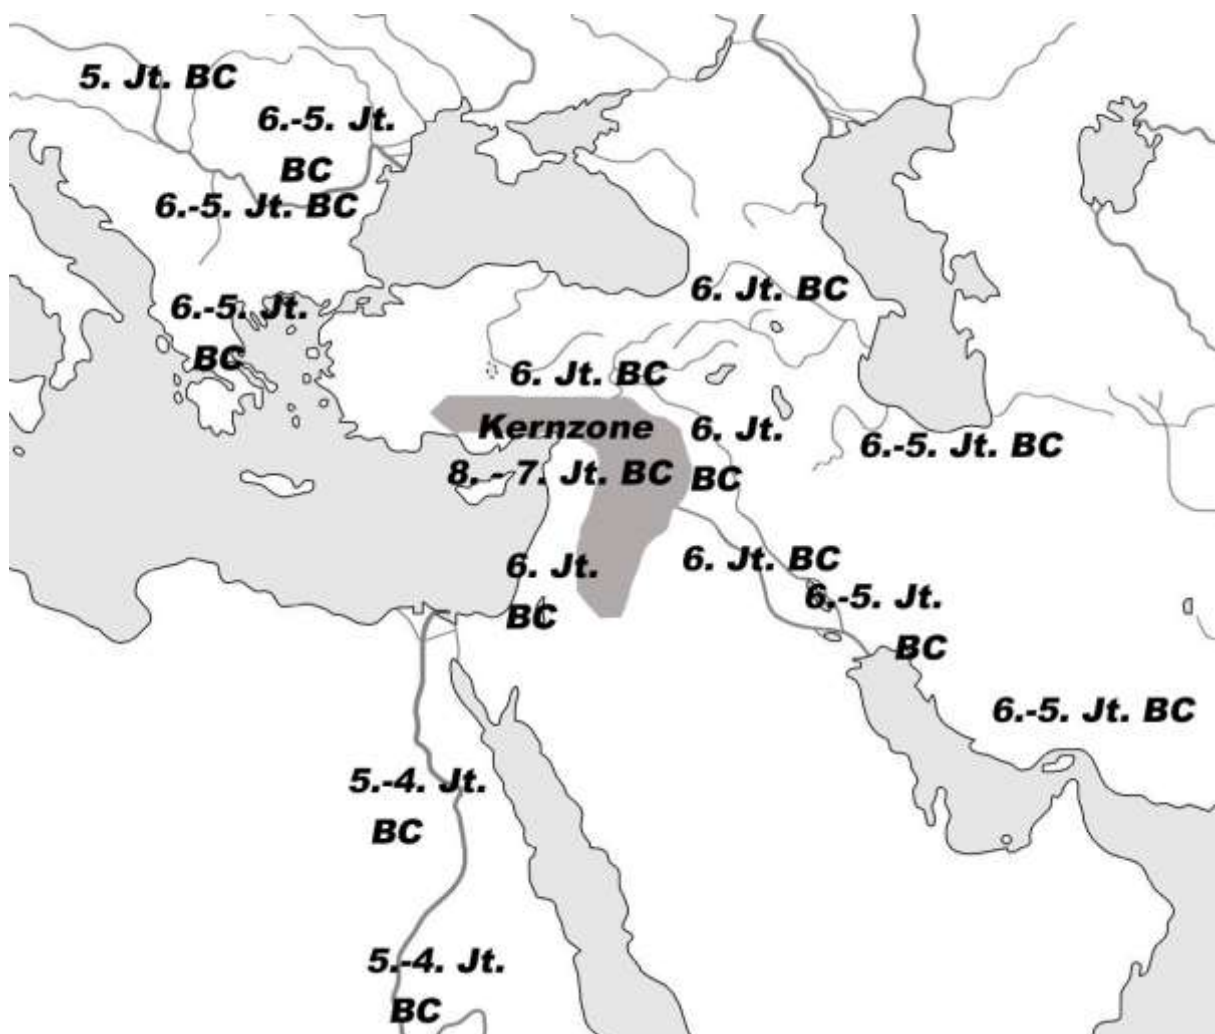 5. Jt. BC
6.-5. Jt.
BC
6.-5. Jt. BC
6. Jt. BC
6.-5. Jt.
BC
6. Jt. BC
Kernzone
8. - 7. Jt. BC
6. Jt.
BC
6.-5. Jt. BC
6. Jt.
BC
6. Jt. BC
6.-5. Jt.
BC
6.-5. Jt. BC
5.-4. Jt.
BC
5.-4. Jt.
BC